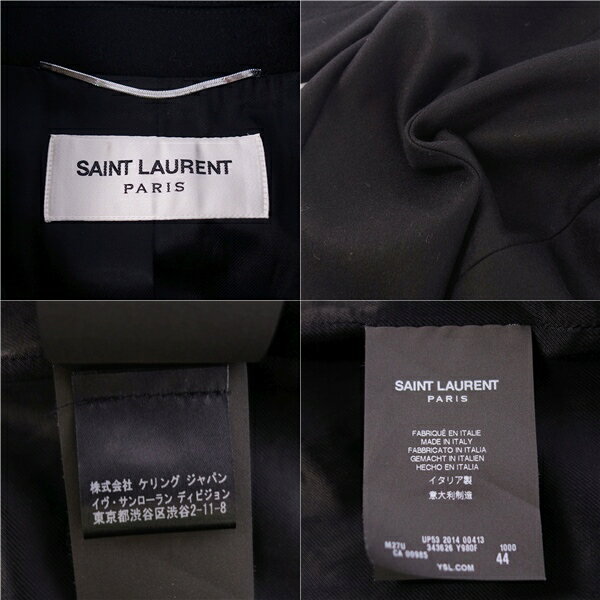 SAINT LAURENT
PARIS
株式会社 ケリング ジャパン
イヴ・サンローラン ディビジョン
東京都渋谷区渋谷2-11-8
SAINT LAURENT
PARIS
FABRIQUÉ EN ITALIE
MADE IN ITALY
FABBRICATO IN ITALIA
GEMACHT IN ITALIEN
HECHO EN ITALIA
イタリア製
意大利制造
UP53 2014 00413
M27U 343626 Y980F 1000
CA 00985 44
YSL.COM